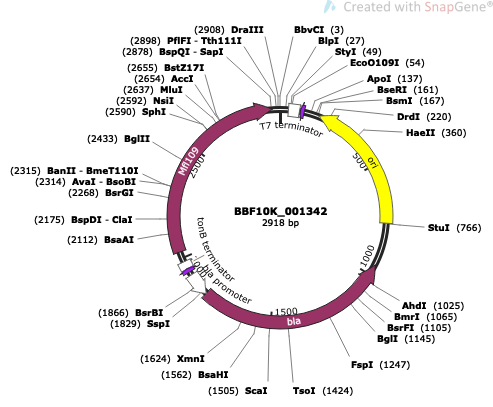 Created with SnapGene®
(2908) DraIII
(2898) PflFI - Tth111I
(2878) BspQI - SapI
(2655) BstZ17I
(2654) AccI
(2637) MluI
(2592) NsiI
(2590) SphI
(2433) BglII
(2315) BanII - BmeT110I
(2314) AvaI - BsoBI
(2268) BsrGI
(2175) BspDI - ClaI
(2112) BsaAI
(1866) BsrBI
(1829) SspI
(1624) XmnI
(1562) BsaHI
(1505) ScaI
BbvCI (3)
BlpI (27)
StyI (49)
EcoO109I (54)
ApoI (137)
BseRI (161)
BsmI (167)
DrdI (220)
HaeII (360)
StuI (766)
AhdI (1025)
BmrI (1065)
BsrFI (1105)
BglI (1145)
FspI (1247)
TsoI (1424)
T7 terminator
ori
500
1000
1500
2500
Mfl109
tonB terminator
bla promoter
bla
BBF10K_001342
2918 bp